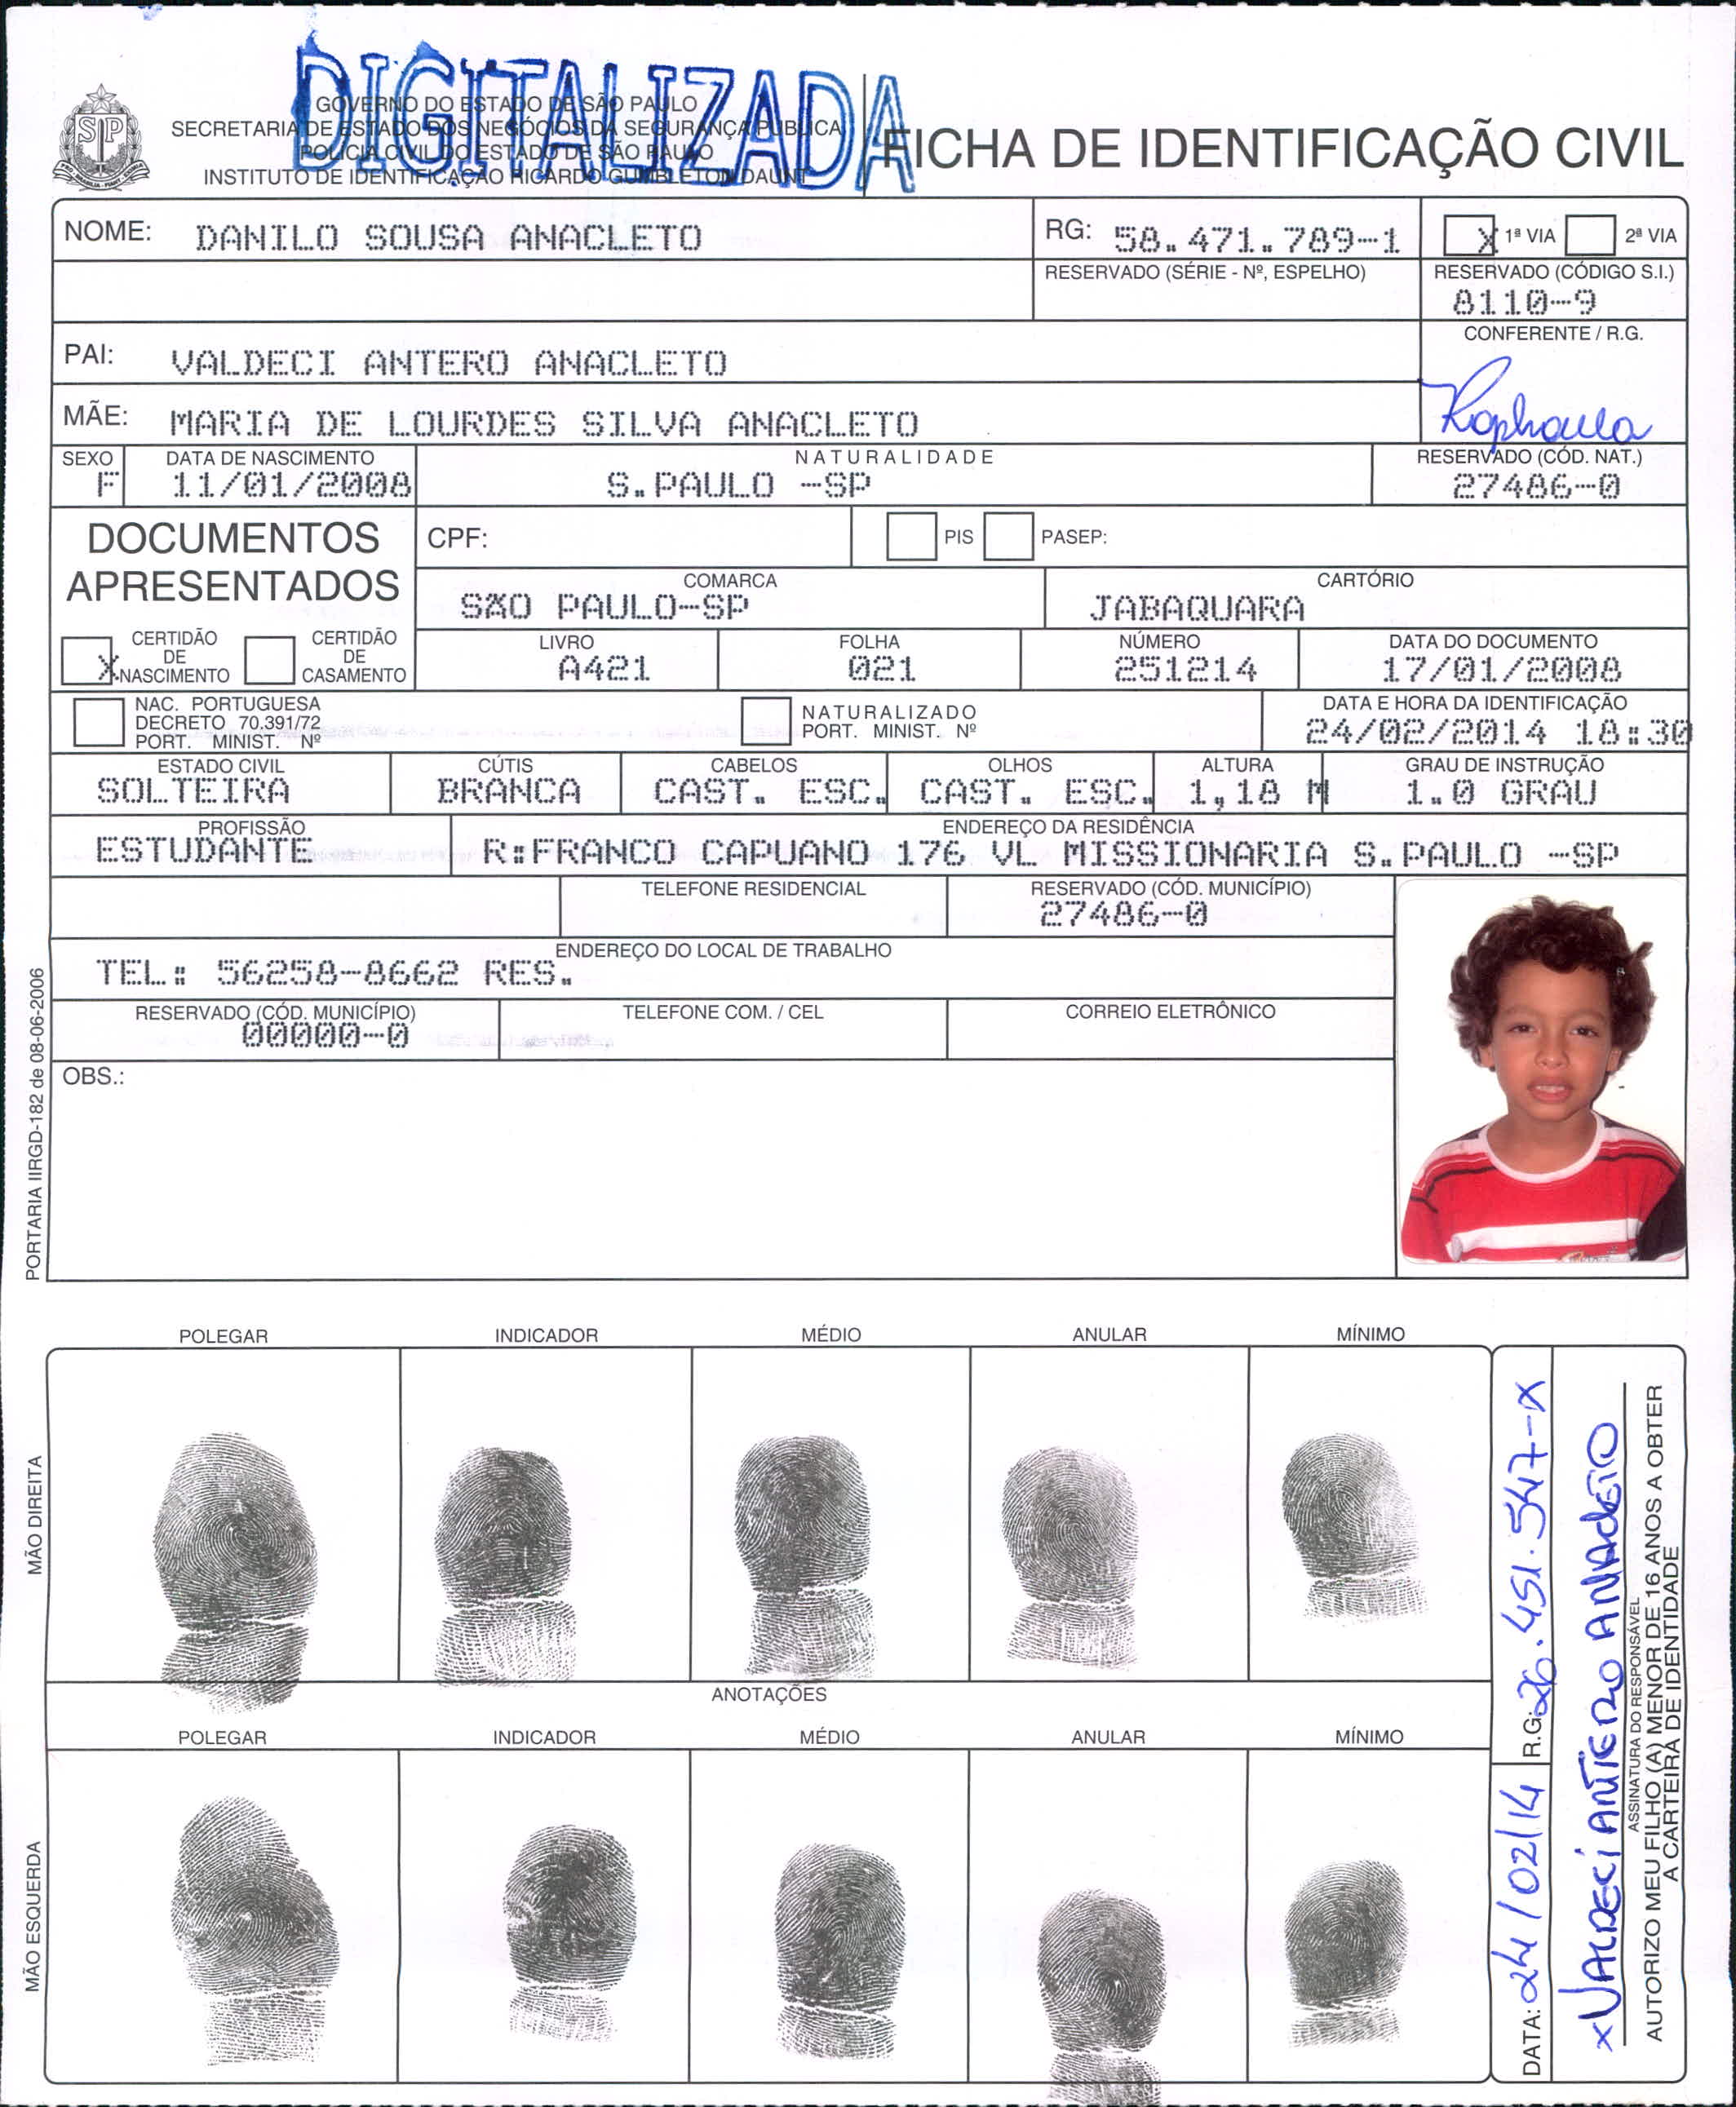 DIGITALIZADA
GOVERNO DO ESTADO DE SÃO PAULO
SECRETARIA DE ESTADO DOS NEGÓCIOS DA SEGURANÇA PÚBLICA
POLÍCIA CIVIL DO ESTADO DE SÃO PAULO
INSTITUTO DE IDENTIFICAÇÃO RICARDO GUMBLETON DAUNT
FICHA DE IDENTIFICAÇÃO CIVIL
NOME: DANILO SOUSA ANACLETO RG: 58.471.789-1 X 1ª VIA 2ª VIA
RESERVADO (SÉRIE - Nº, ESPELHO) RESERVADO (CÓDIGO S.I.)
8110-9
CONFERENTE / R.G.
PAI: VALDECI ANTERO ANACLETO
MÃE: MARIA DE LOURDES SILVA ANACLETO
SEXO DATA DE NASCIMENTO NATURALIDADE RESERVADO (CÓD. NAT.)
F 11/01/2008 S.PAULO -SP 27486-0
DOCUMENTOS
APRESENTADOS
CPF: PIS PASEP:
COMARCA CARTÓRIO
SÃO PAULO-SP JABAQUARA
X CERTIDÃO DE NASCIMENTO CERTIDÃO DE CASAMENTO
LIVRO FOLHA NÚMERO DATA DO DOCUMENTO
A421 021 251214 17/01/2008
NAC. PORTUGUESA
DECRETO 70.391/72
PORT. MINIST. Nº
NATURALIZADO
PORT. MINIST. Nº
DATA E HORA DA IDENTIFICAÇÃO
24/02/2014 18:30
ESTADO CIVIL CÚTIS CABELOS OLHOS ALTURA GRAU DE INSTRUÇÃO
SOLTEIRA BRANCA CAST. ESC. CAST. ESC. 1,18 M 1.0 GRAU
PROFISSÃO ENDEREÇO DA RESIDÊNCIA
ESTUDANTE R:FRANCO CAPUANO 176 VL MISSIONARIA S.PAULO -SP
TELEFONE RESIDENCIAL RESERVADO (CÓD. MUNICÍPIO)
27486-0
ENDEREÇO DO LOCAL DE TRABALHO
TEL: 56258-8662 RES.
RESERVADO (CÓD. MUNICÍPIO) TELEFONE COM. / CEL CORREIO ELETRÔNICO
00000-0
OBS.:
PORTARIA IIRGD-182 de 08-06-2006
POLEGAR INDICADOR MÉDIO ANULAR MÍNIMO
MÃO DIREITA
ANOTAÇÕES
POLEGAR INDICADOR MÉDIO ANULAR MÍNIMO
MÃO ESQUERDA
DATA: 24/02/14 R.G: 26.451.547-X
x VALDECI ANTERO ANACLETO
ASSINATURA DO RESPONSÁVEL
AUTORIZO MEU FILHO (A) MENOR DE 16 ANOS A OBTER
A CARTEIRA DE IDENTIDADE